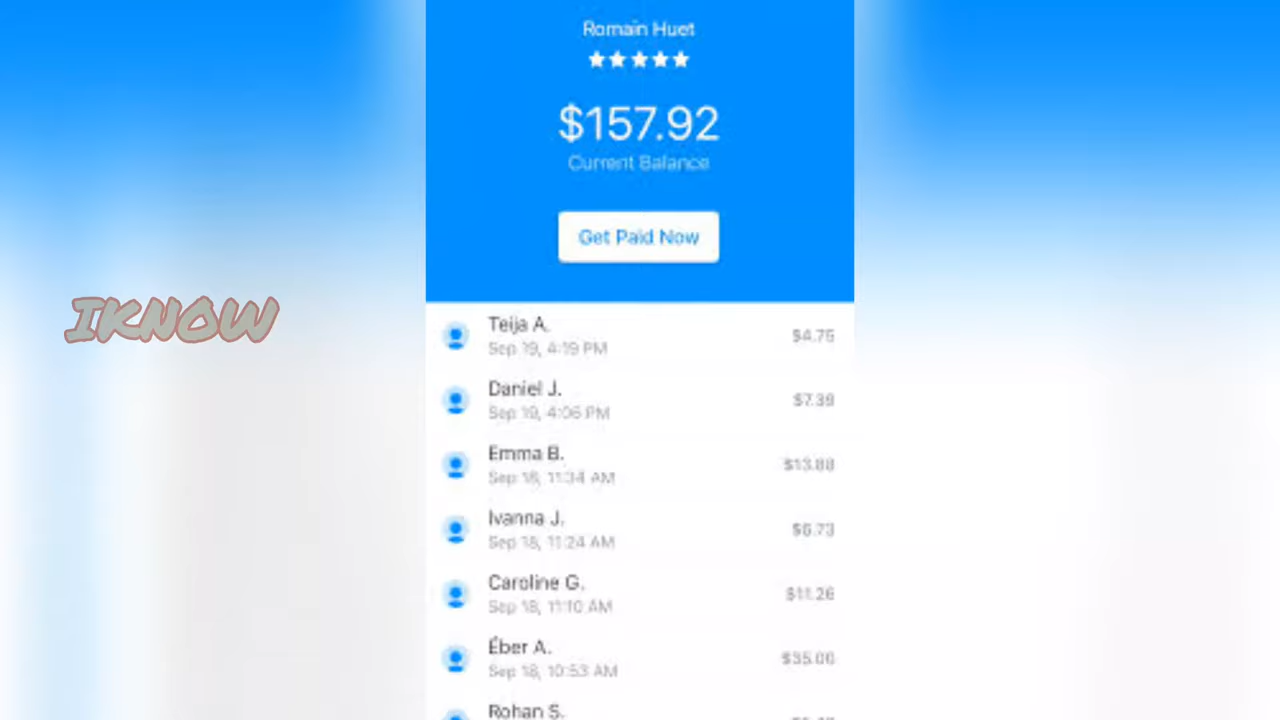 Romain Huet
$157.92
Current Balance
Get Paid Now
IKNOW
Teija A.
Sep 19, 4:19 PM
$4.75
Daniel J.
Sep 19, 4:06 PM
$7.39
Emma B.
Sep 18, 11:34 AM
$13.88
Ivanna J.
Sep 18, 11:24 AM
$6.73
Caroline G.
Sep 18, 11:10 AM
$11.26
Éber A.
Sep 18, 10:53 AM
$35.00
Rohan S.